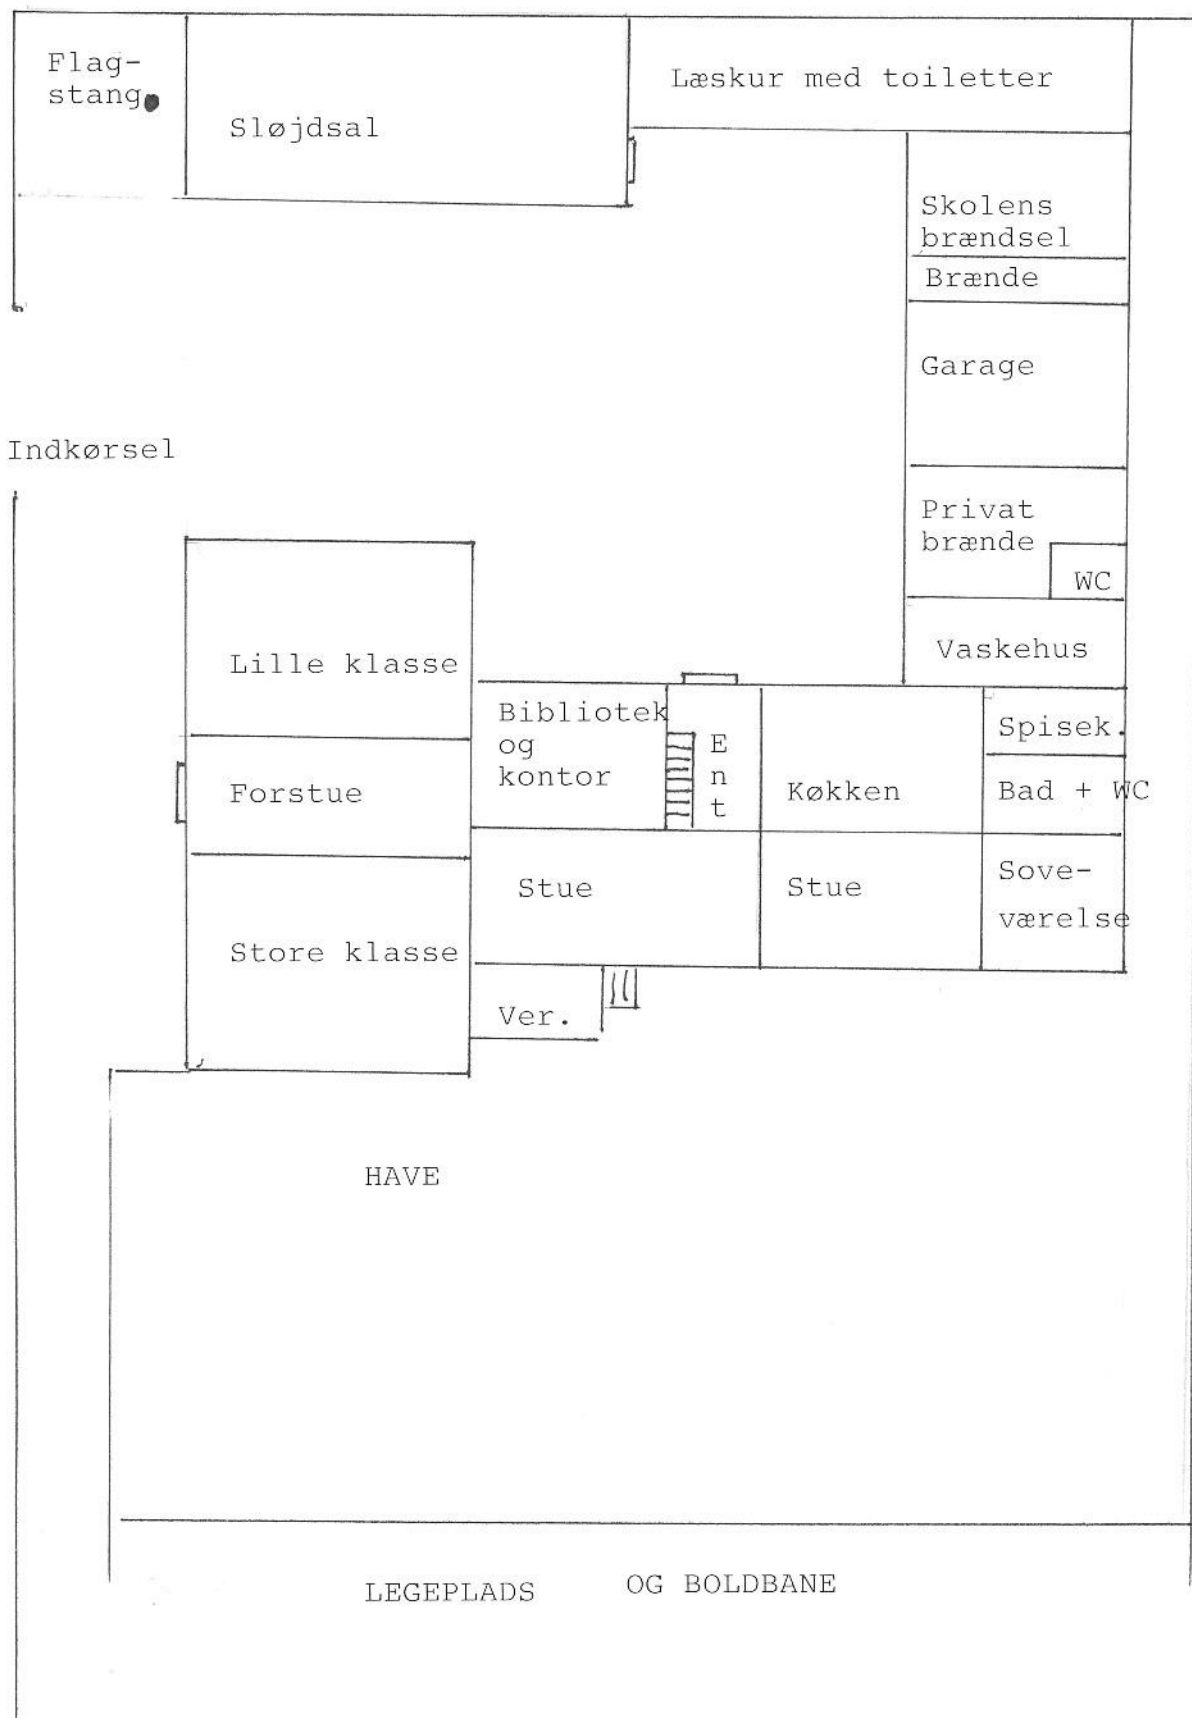 Flag-
stang
Sløjdsal
Læskur med toiletter
Skolens
brændsel
Brænde
Garage
Indkørsel
Privat
brænde
WC
Vaskehus
Lille klasse
Bibliotek
og
kontor
E
n
t
Køkken
Spisek.
Bad + WC
Forstue
Stue
Stue
Sove-
værelse
Store klasse
Ver.
HAVE
LEGEPLADS OG BOLDBANE